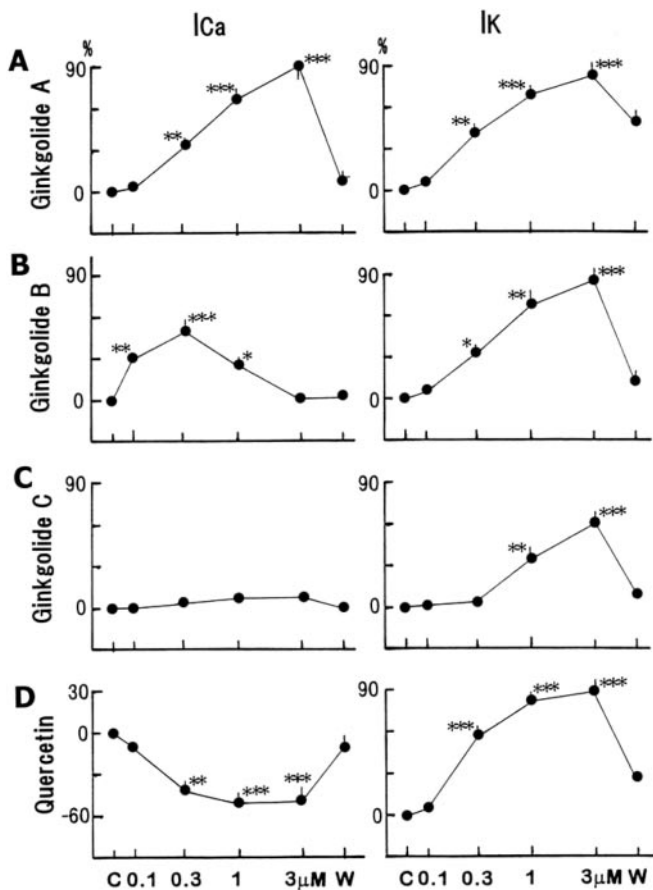 ICa IK
% %
A Ginkgolide A 90 *** *** ** 0 90 *** *** ** 0
B Ginkgolide B 90 ** *** * 0 90 *** ** * 0
C Ginkgolide C 90 0 90 *** ** 0
D Quercetin 30 0 -60 ** *** *** 90 *** *** *** 0
C 0.1 0.3 1 3μM W C 0.1 0.3 1 3μM W